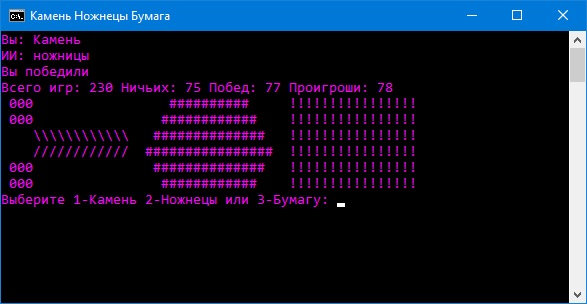 Камень Ножнецы Бумага
Вы: Камень
ИИ: ножницы
Вы победили
Всего игр: 230 Ничьих: 75 Побед: 77 Проигроши: 78
000                 ##########     !!!!!!!!!!!!!!!!
000                ############    !!!!!!!!!!!!!!!!
\\\\\\\\\\\\   ##############   !!!!!!!!!!!!!!!!
////////////  ################  !!!!!!!!!!!!!!!!
000               ##############   !!!!!!!!!!!!!!!!
000                ############    !!!!!!!!!!!!!!!!
Выберите 1-Камень 2-Ножнецы или 3-Бумагу: